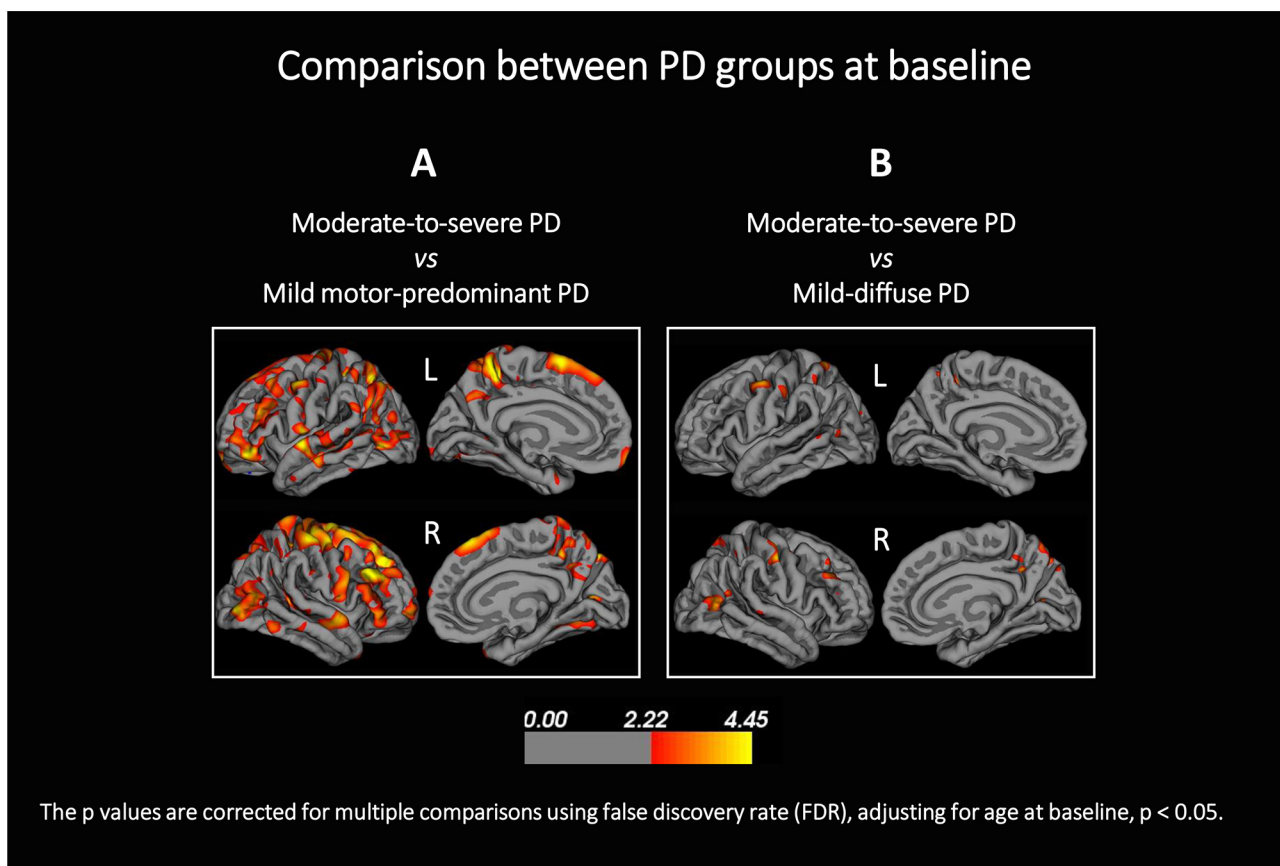 Comparison between PD groups at baseline
A
Moderate-to-severe PD
vs
Mild motor-predominant PD
L
R
B
Moderate-to-severe PD
vs
Mild-diffuse PD
L
R
0.00 2.22 4.45
The p values are corrected for multiple comparisons using false discovery rate (FDR), adjusting for age at baseline, p < 0.05.